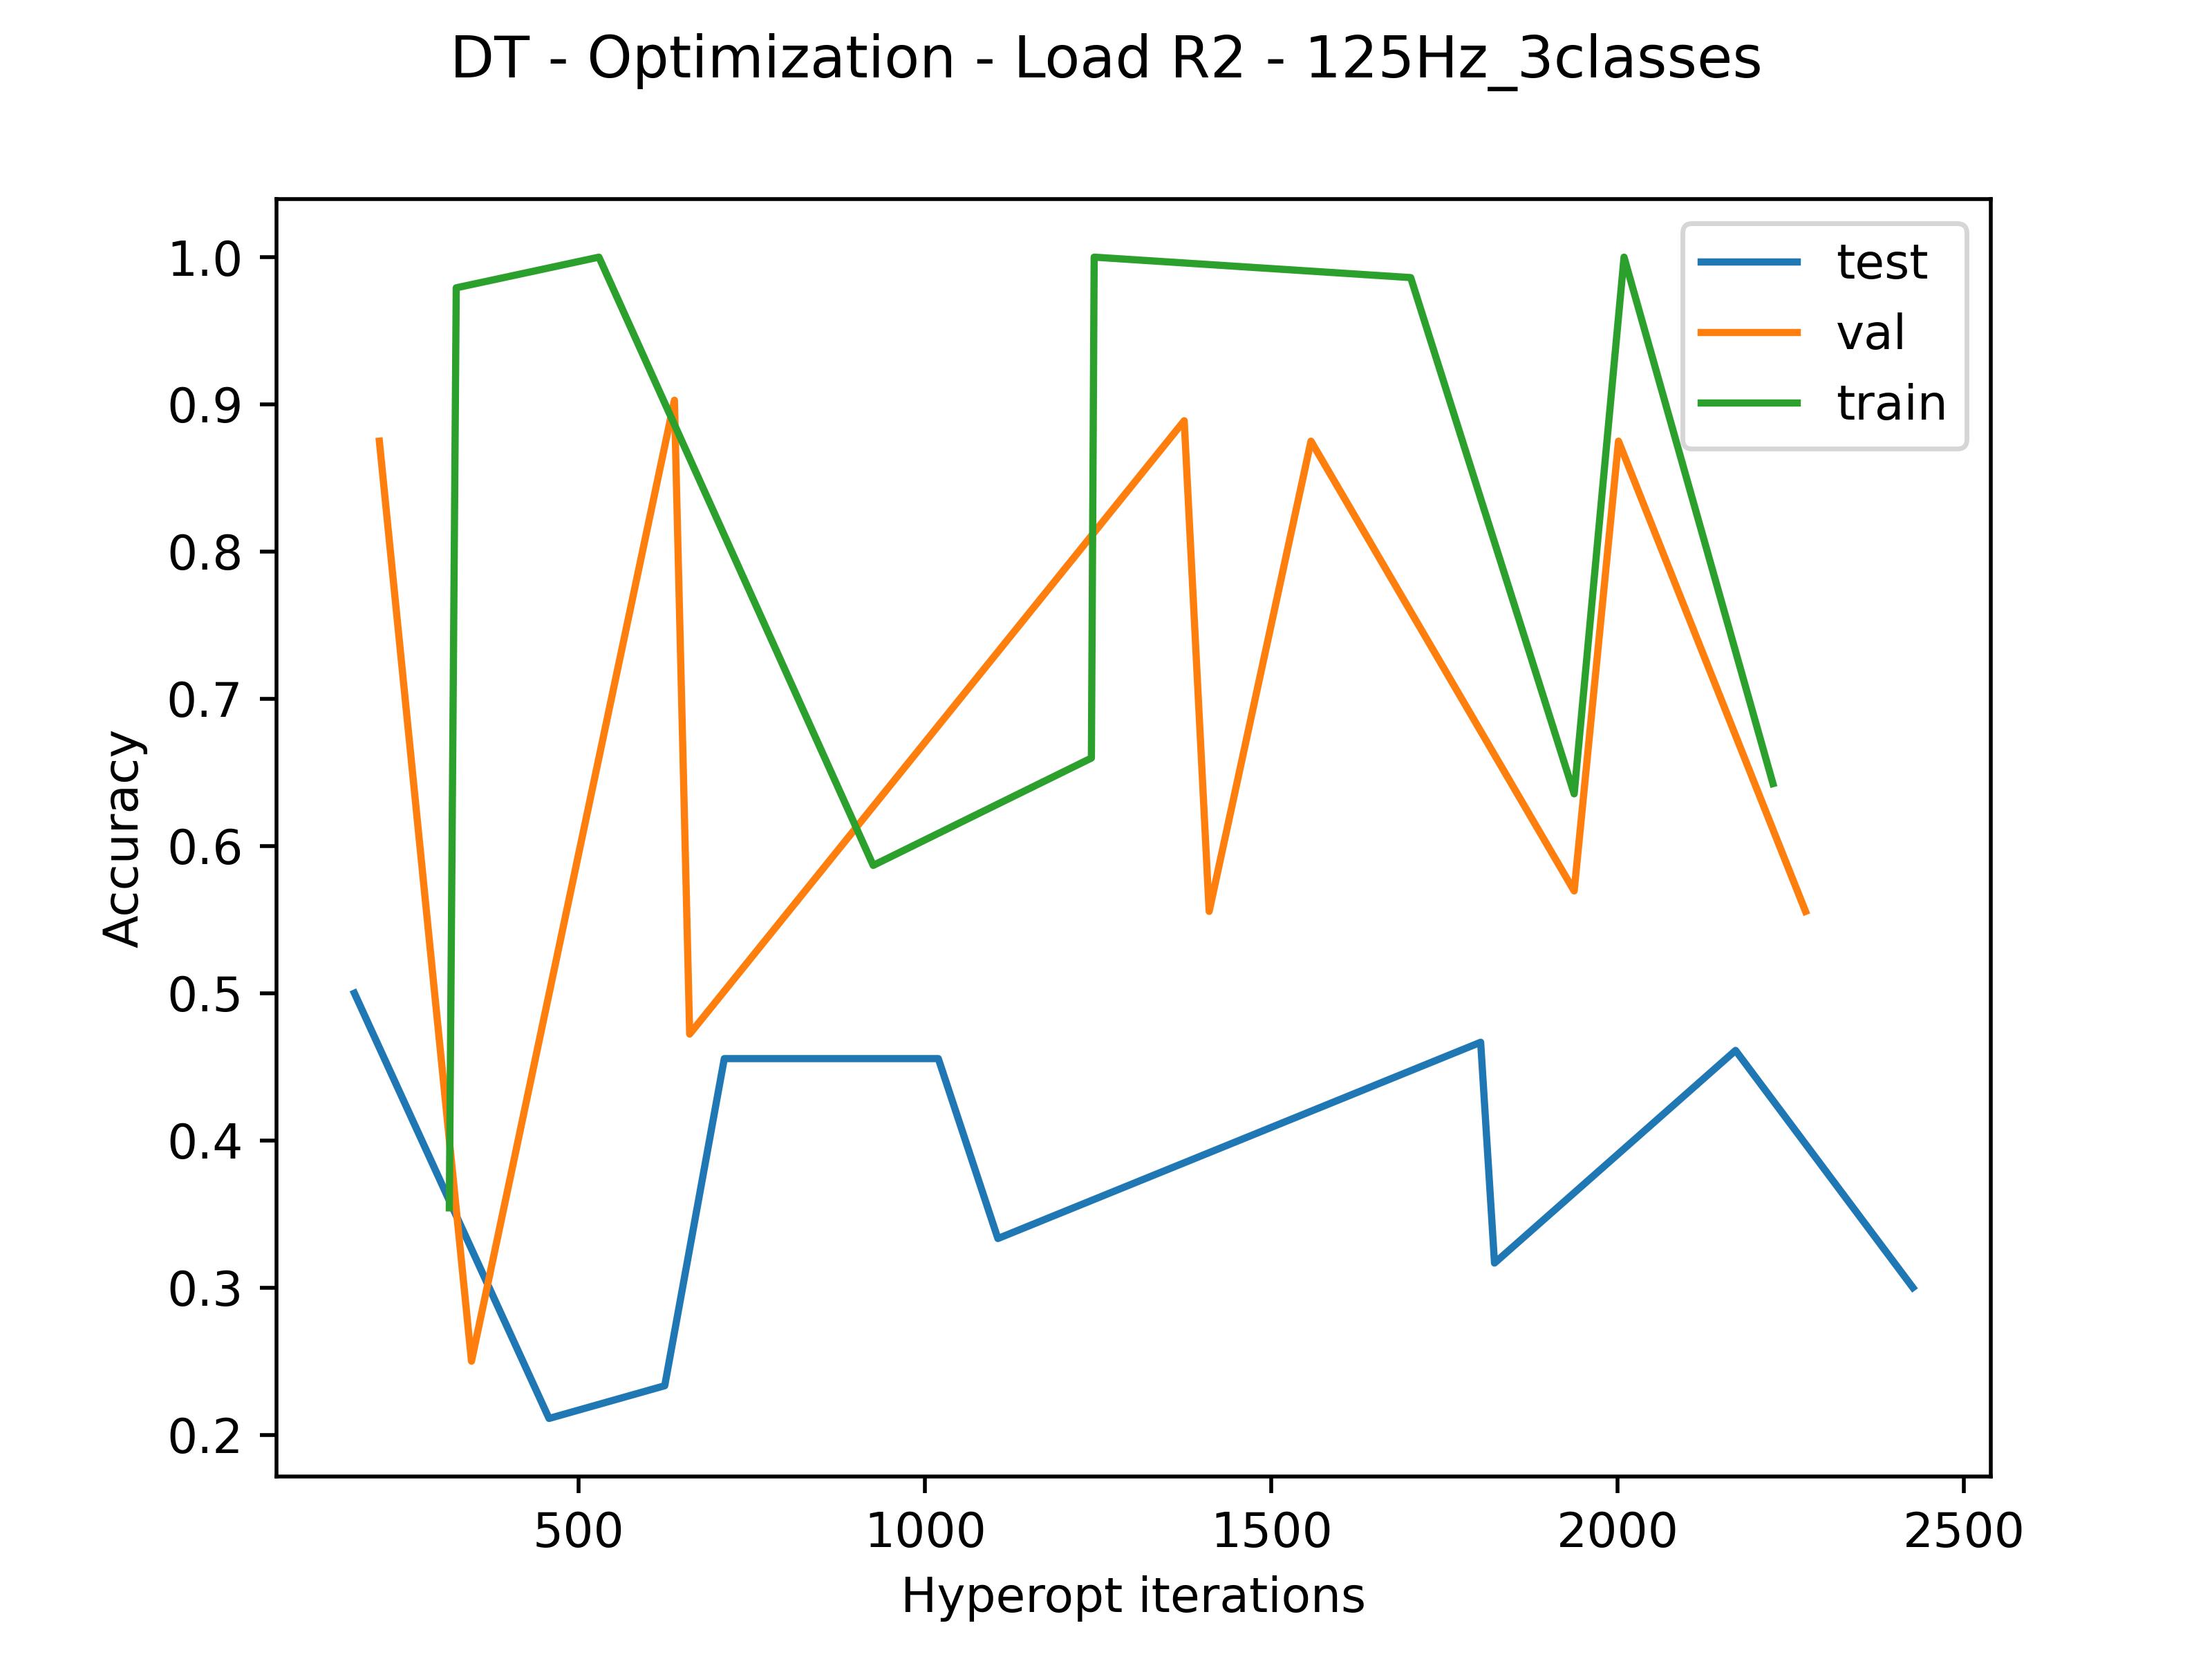 DT - Optimization - Load R2 - 125Hz_3classes
test
val
train
1.0
0.9
0.8
0.7
0.6
0.5
0.4
0.3
0.2
Accuracy
500 1000 1500 2000 2500
Hyperopt iterations